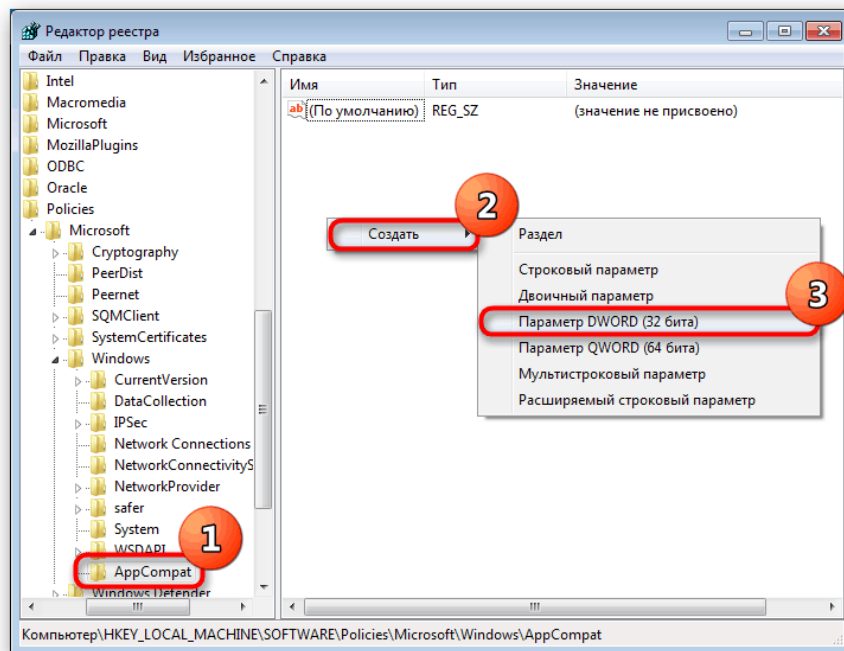 Редактор реестра
Файл Правка Вид Избранное Справка
Intel
Macromedia
Microsoft
MozillaPlugins
ODBC
Oracle
Policies
Microsoft
Cryptography
PeerDist
Peernet
SQMClient
SystemCertificates
Windows
CurrentVersion
DataCollection
IPSec
Network Connections
NetworkConnectivityS
NetworkProvider
safer
System
WSDAPI
AppCompat
Windows Defender
1
Имя Тип Значение
ab (По умолчанию) REG_SZ (значение не присвоено)
2
Создать
Раздел
Строковый параметр
Двоичный параметр
3
Параметр DWORD (32 бита)
Параметр QWORD (64 бита)
Мультистроковый параметр
Расширяемый строковый параметр
Компьютер\HKEY_LOCAL_MACHINE\SOFTWARE\Policies\Microsoft\Windows\AppCompat